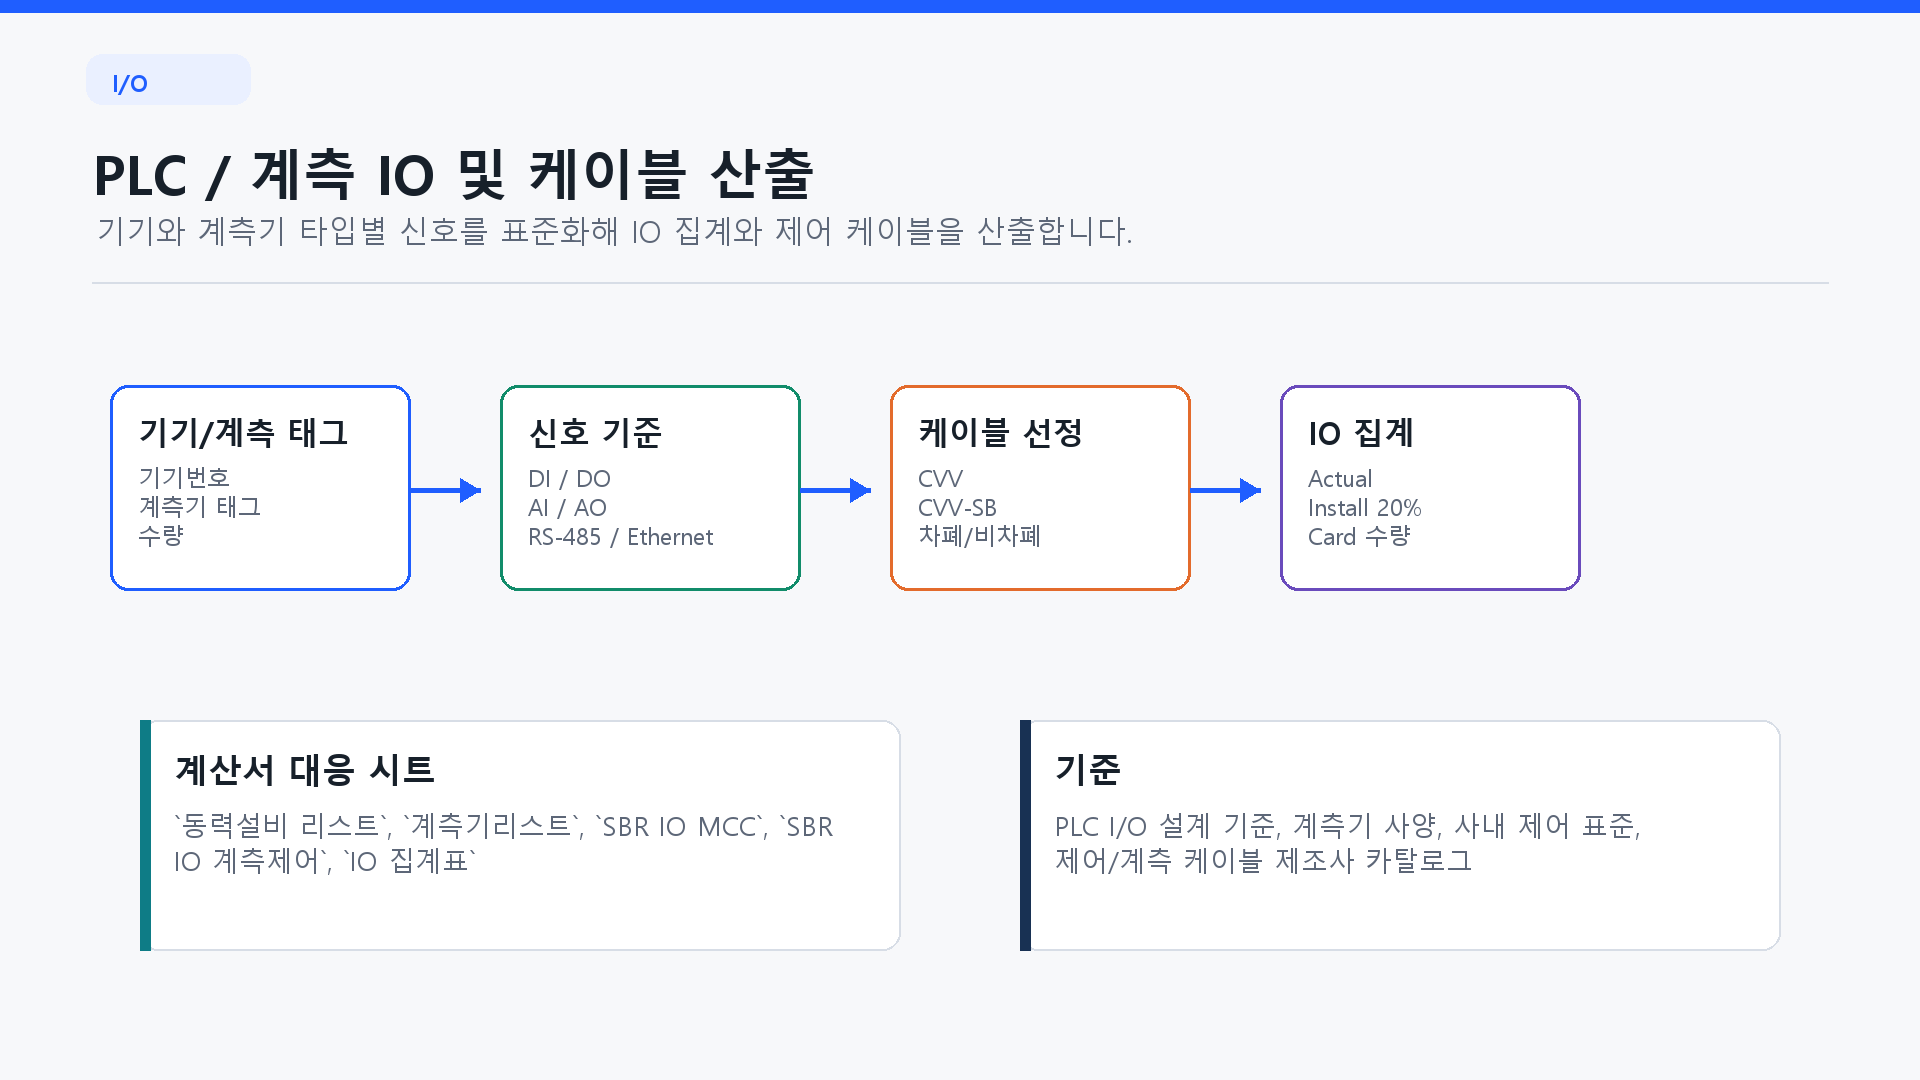 I/O
PLC / 계측 IO 및 케이블 산출
기기와 계측기 타입별 신호를 표준화해 IO 집계와 제어 케이블을 산출합니다.
기기/계측 태그
기기번호
계측기 태그
수량
신호 기준
DI / DO
AI / AO
RS-485 / Ethernet
케이블 선정
CVV
CVV-SB
차폐/비차폐
IO 집계
Actual
Install 20%
Card 수량
계산서 대응 시트
`동력설비 리스트`, `계측기리스트`, `SBR IO MCC`, `SBR
IO 계측제어`, `IO 집계표`
기준
PLC I/O 설계 기준, 계측기 사양, 사내 제어 표준,
제어/계측 케이블 제조사 카탈로그